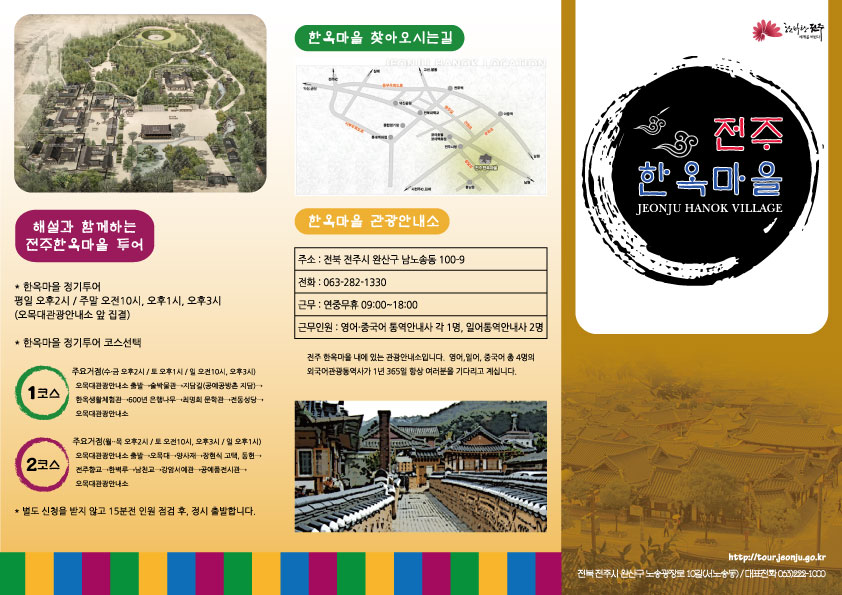 해설과 함께하는
전주한옥마을 투어
* 한옥마을 정기투어
평일 오후2시 / 주말 오전10시, 오후1시, 오후3시
(오목대관광안내소 앞 집결)
* 한옥마을 정기투어 코스선택
1코스
주요거점(수·금 오후2시 / 토 오후1시 / 일 오전10시, 오후3시)
오목대관광안내소 출발→술박물관→지담길(공예공방촌 지담)→
한옥생활체험관→600년 은행나무→최명희 문학관→전동성당→
오목대관광안내소
2코스
주요거점(월··목 오후2시 / 토 오전10시, 오후3시 / 일 오후1시)
오목대관광안내소 출발→오목대→양사재→장현식 고택, 동헌→
전주향교→한벽루→남천교→강암서예관→공예품전시관→
오목대관광안내소
* 별도 신청을 받지 않고 15분전 인원 점검 후, 정시 출발합니다.
한옥마을 찾아오시는길
JEONJU HANOK LOCATION
전주한옥마을
한옥마을 관광안내소
주소 : 전북 전주시 완산구 남노송동 100-9
전화 : 063-282-1330
근무 : 연중무휴 09:00~18:00
근무인원 : 영어·중국어 통역안내사 각 1명, 일어통역안내사 2명
전주 한옥마을 내에 있는 관광안내소입니다. 영어,일어, 중국어 총 4명의
외국어관광통역사가 1년 365일 항상 여러분을 기다리고 계십니다.
한바탕 전주
세계를 비빈다
전주
한옥마을
JEONJU HANOK VILLAGE
http://tour.jeonju.go.kr
전북 전주시 완산구 노송광장로 10길(서노송동) / 대표전화 063)222-1000